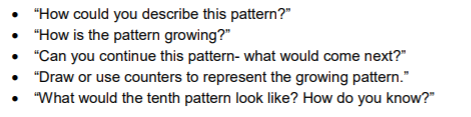 • “How could you describe this pattern?”
• “How is the pattern growing?”
• “Can you continue this pattern- what would come next?”
• “Draw or use counters to represent the growing pattern.”
• “What would the tenth pattern look like? How do you know?”